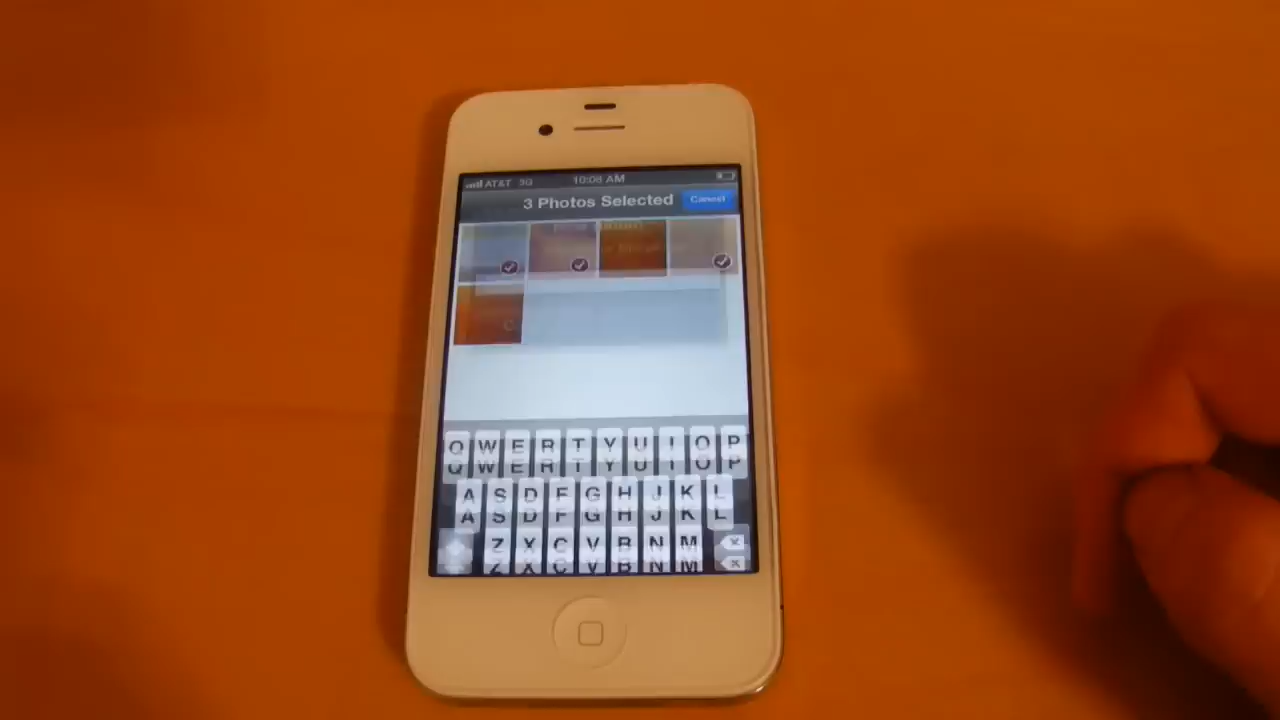 AT&T 3G 10:08 AM
3 Photos Selected Cancel
Q W E R T Y U I O P
Q W E R T Y U I O P
A S D F G H J K L
A S D F G H J K L
Z X C V B N M
Z X C V B N M